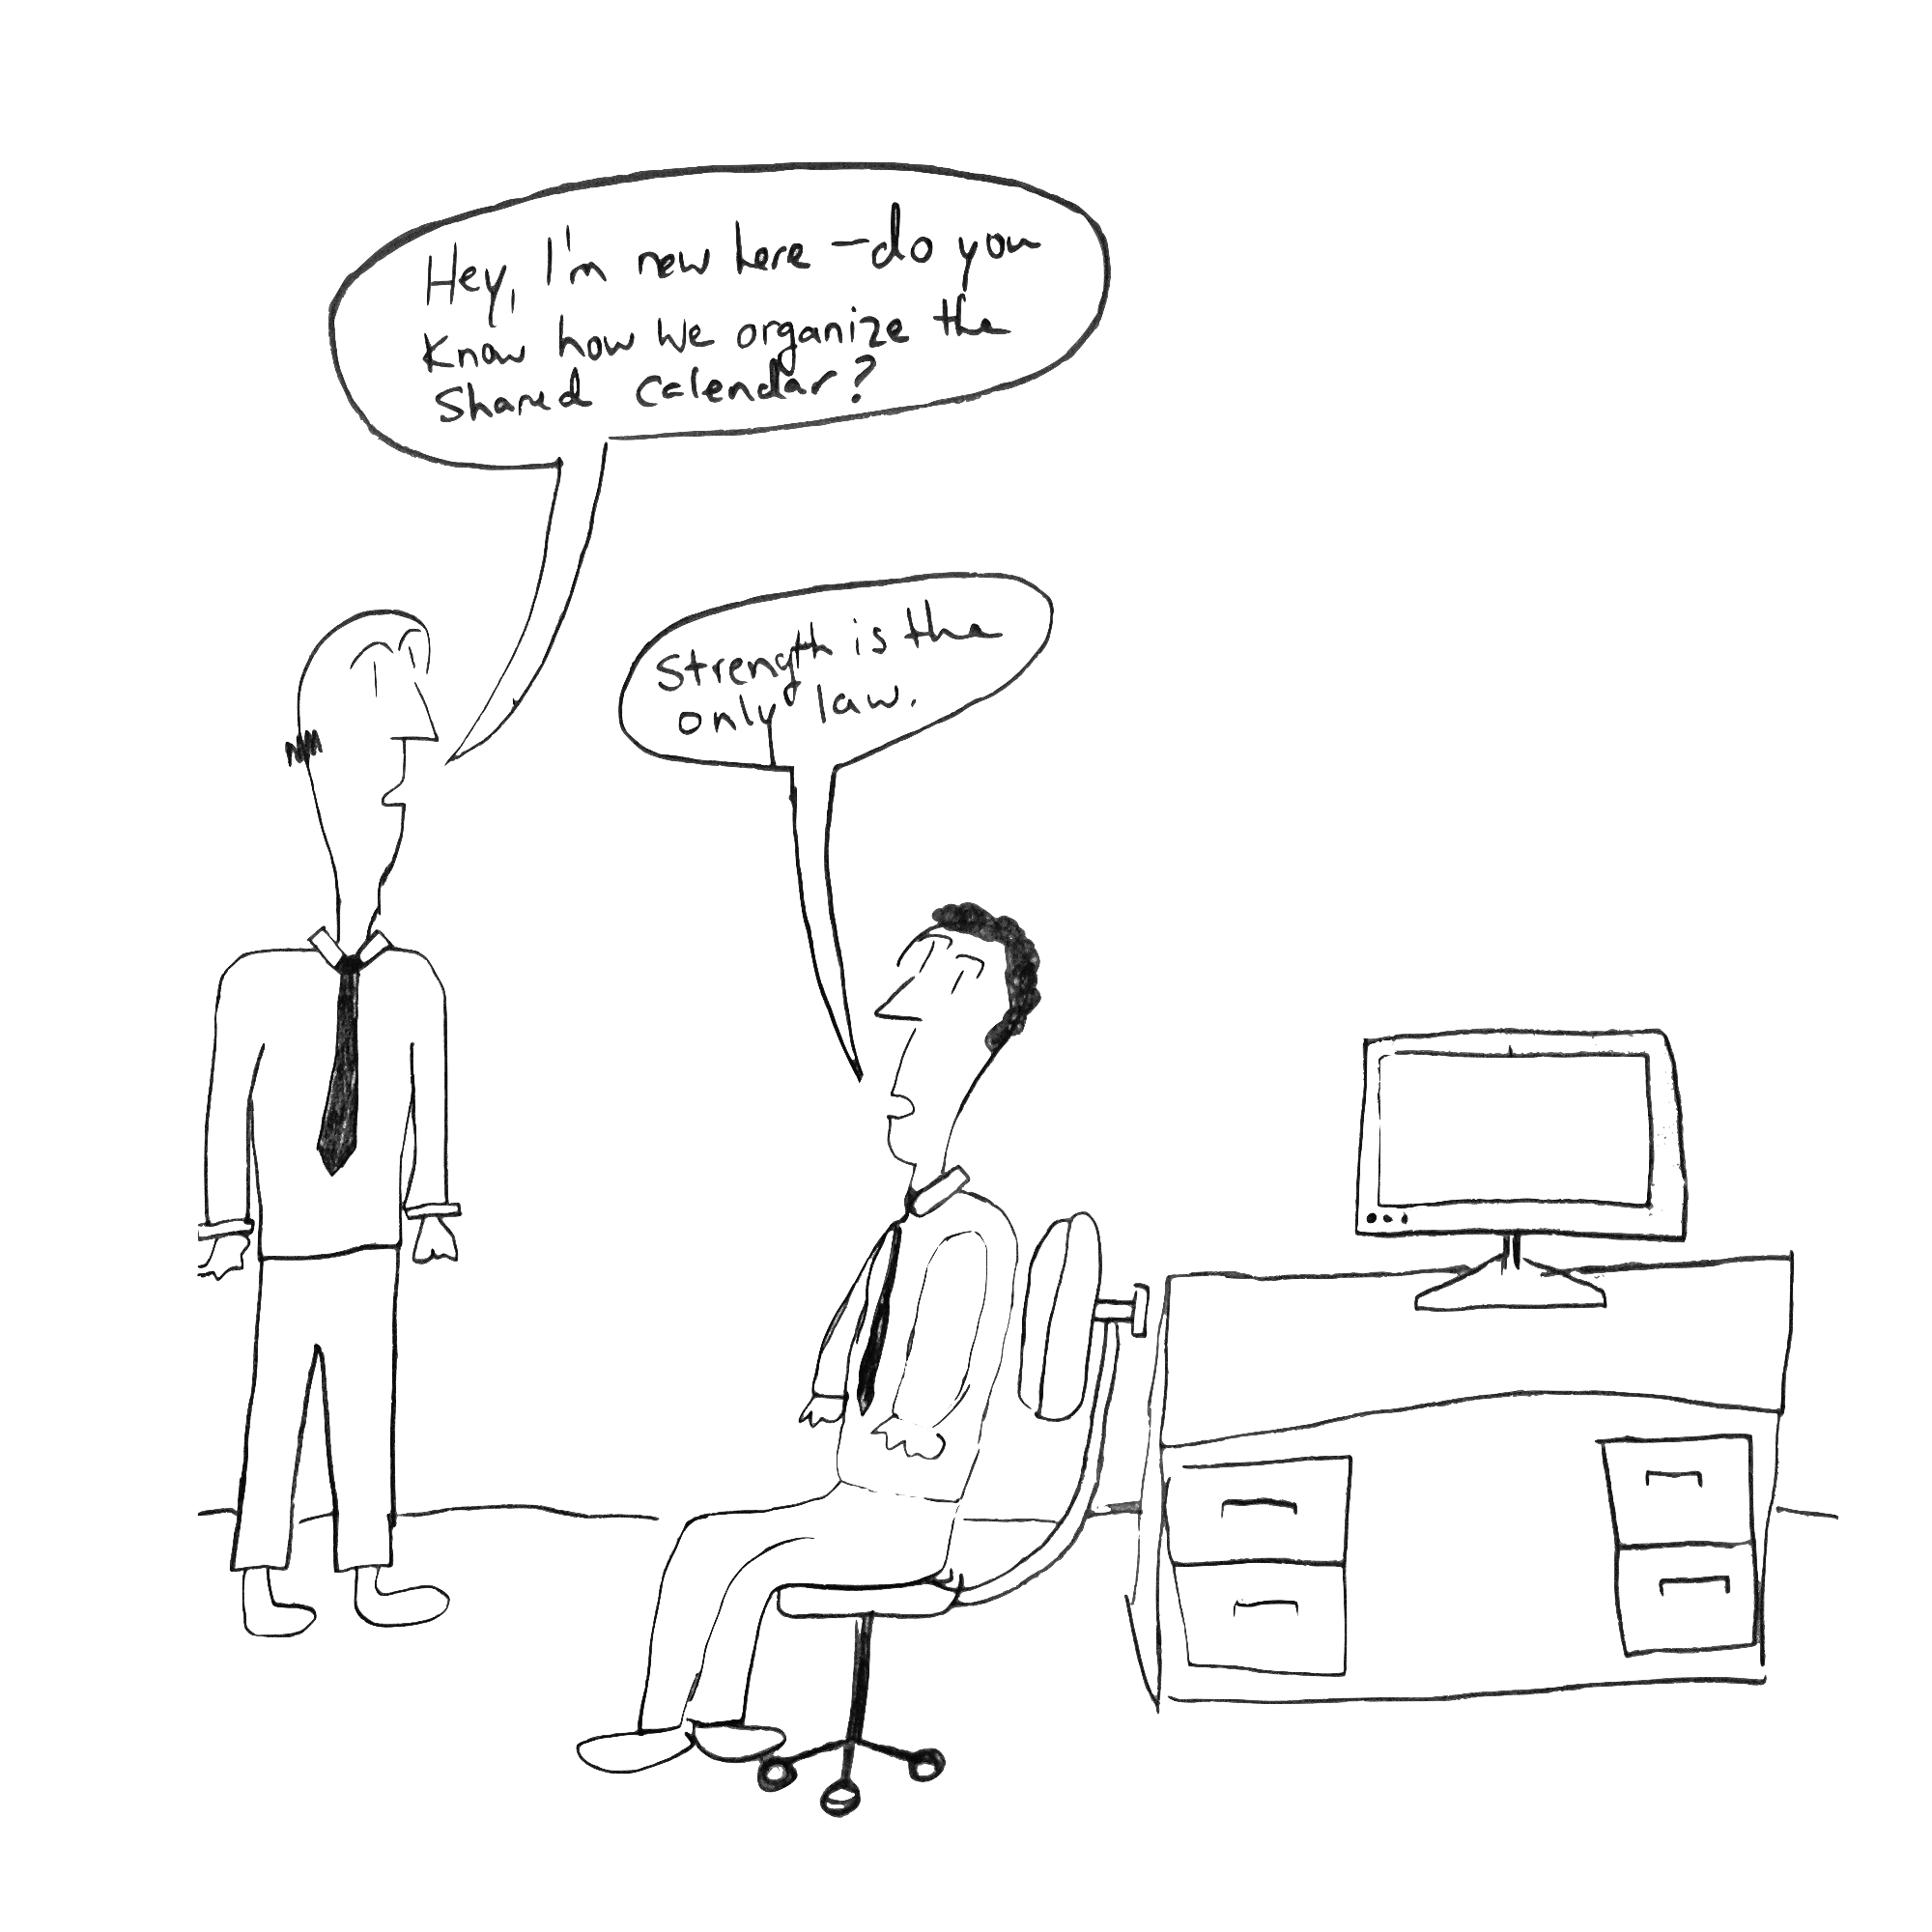 Hey, I'm new here - do you
know how we organize the
shared calendar?
Strength is the
only law.